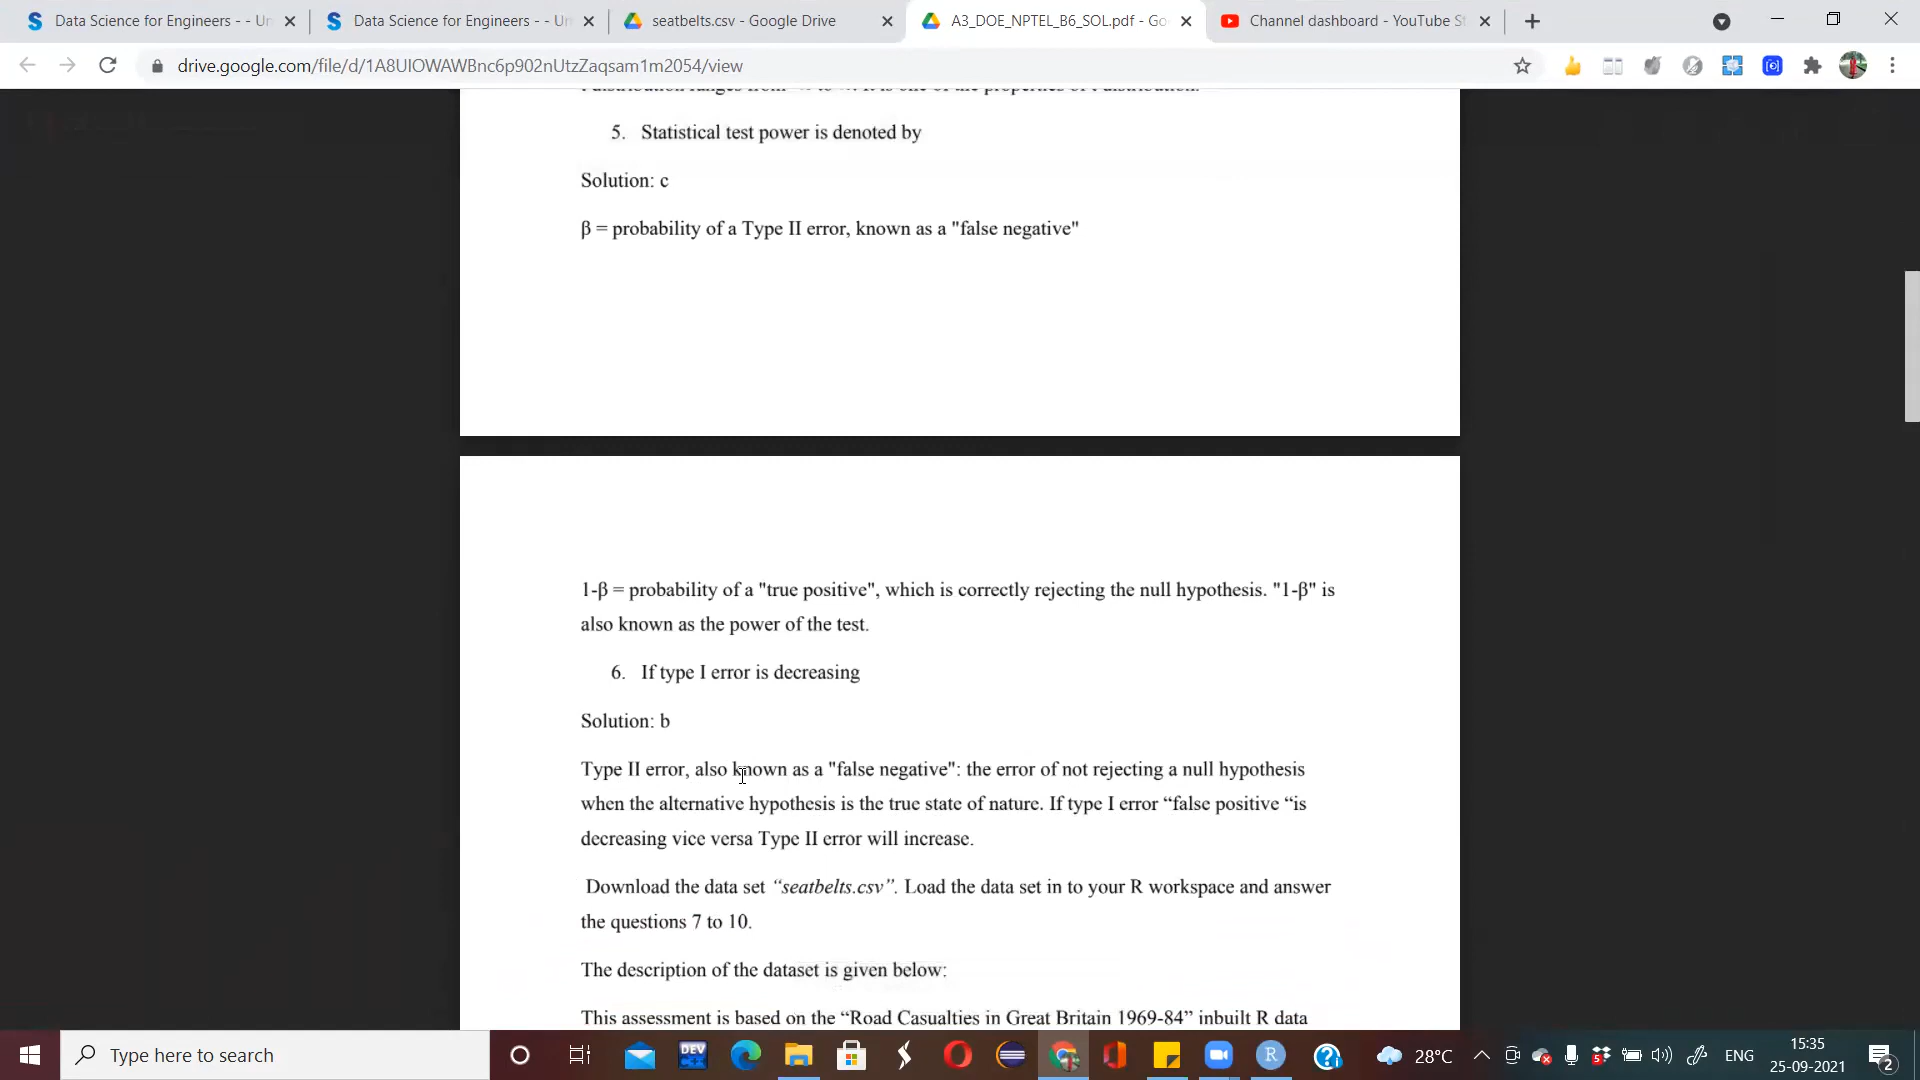 Data Science for Engineers - - Un
Data Science for Engineers - - Un
seatbelts.csv - Google Drive
A3_DOE_NPTEL_B6_SOL.pdf - Go
Channel dashboard - YouTube St
drive.google.com/file/d/1A8UIOWAWBnc6p902nUtzZaqsam1m2054/view
5. Statistical test power is denoted by
Solution: c
β = probability of a Type II error, known as a "false negative"
1-β = probability of a "true positive", which is correctly rejecting the null hypothesis. "1-β" is
also known as the power of the test.
6. If type I error is decreasing
Solution: b
Type II error, also known as a "false negative": the error of not rejecting a null hypothesis
when the alternative hypothesis is the true state of nature. If type I error “false positive “is
decreasing vice versa Type II error will increase.
Download the data set “seatbelts.csv”. Load the data set in to your R workspace and answer
the questions 7 to 10.
The description of the dataset is given below:
This assessment is based on the “Road Casualties in Great Britain 1969-84” inbuilt R data
Type here to search
DEV
R
28°C
5
ENG
15:35
25-09-2021
2